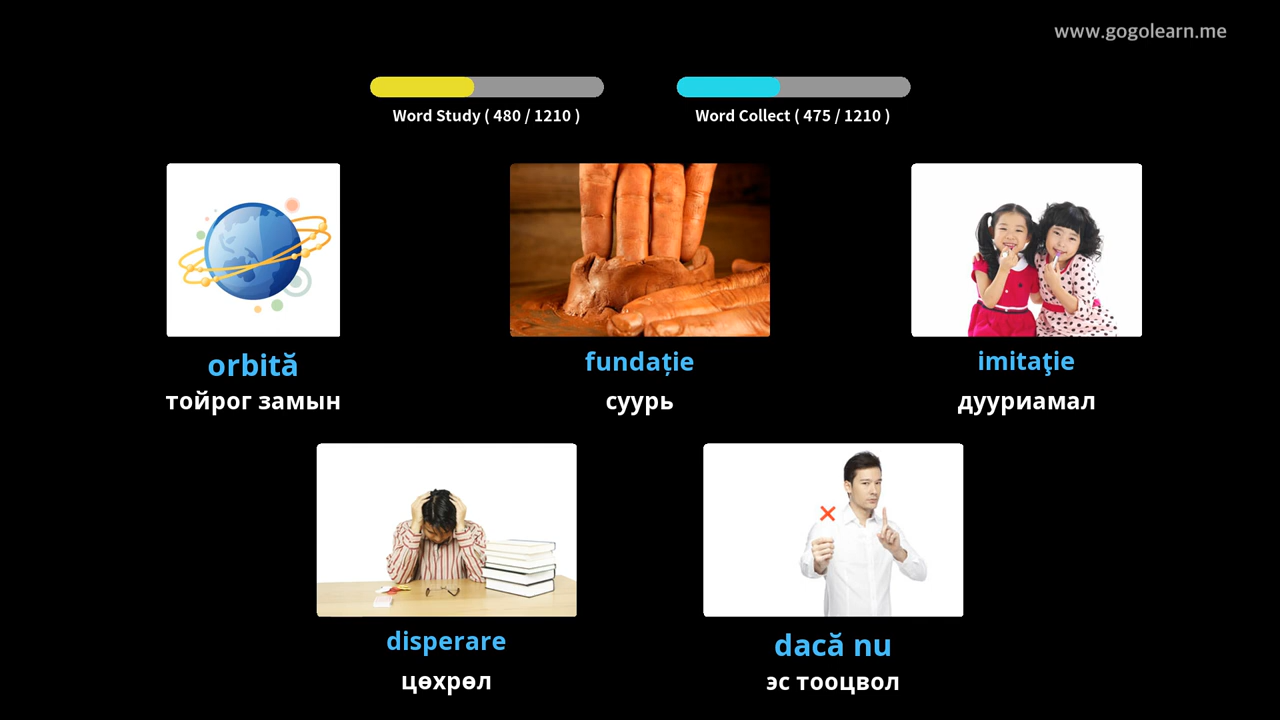 www.gogolearn.me
Word Study ( 480 / 1210 )
Word Collect ( 475 / 1210 )
orbită
тойрог замын
fundație
суурь
imitaţie
дууриамал
disperare
цөхрөл
dacă nu
эс тооцвол